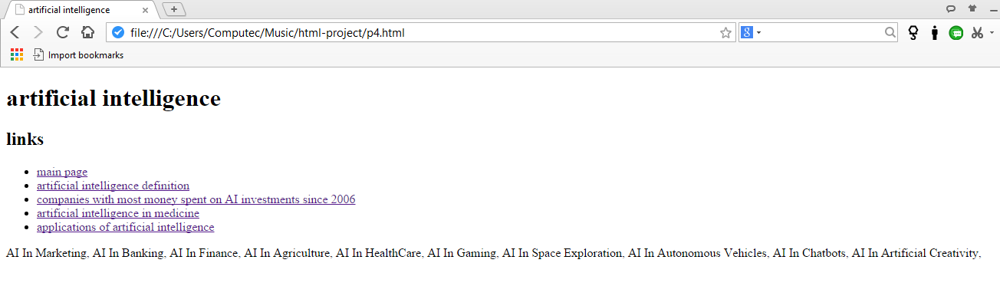 artificial intelligence
file:///C:/Users/Computec/Music/html-project/p4.html
Import bookmarks
artificial intelligence
links
main page
artificial intelligence definition
companies with most money spent on AI investments since 2006
artificial intelligence in medicine
applications of artificial intelligence
AI In Marketing, AI In Banking, AI In Finance, AI In Agriculture, AI In HealthCare, AI In Gaming, AI In Space Exploration, AI In Autonomous Vehicles, AI In Chatbots, AI In Artificial Creativity,